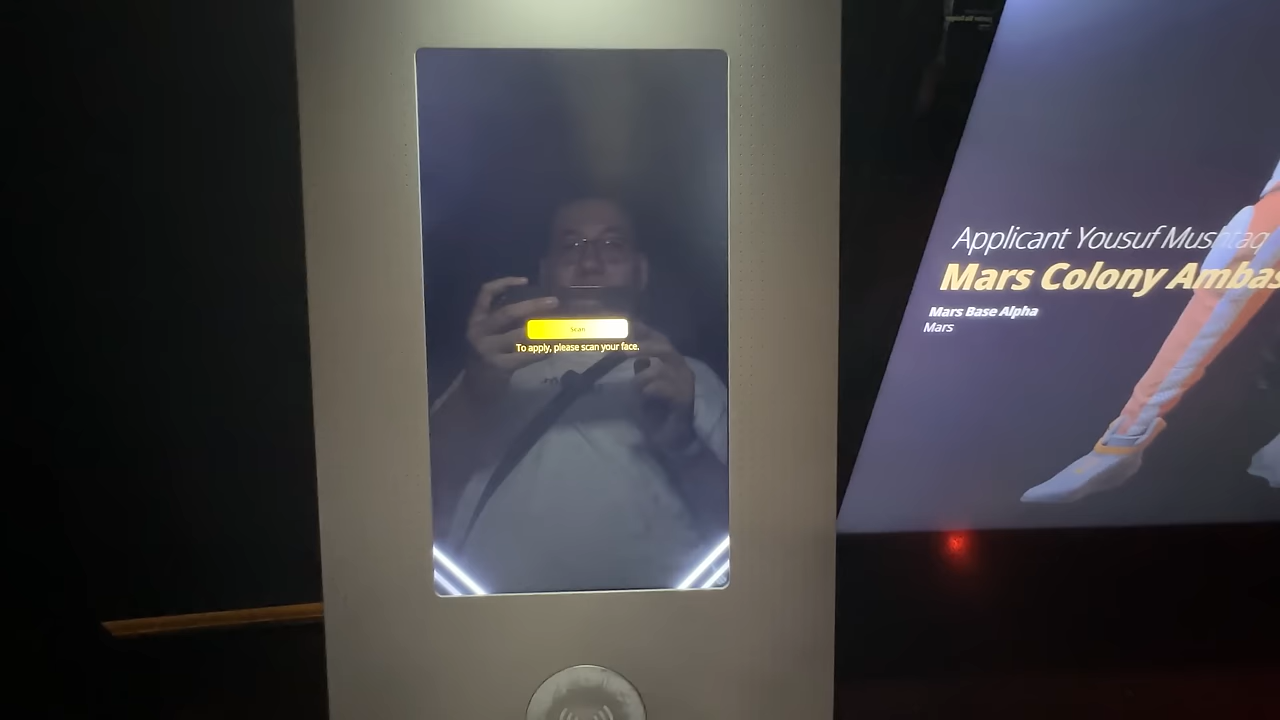 Scan
To apply, please scan your face.
Applicant Yousuf Mushtaq
Mars Colony Ambas
Mars Base Alpha
Mars